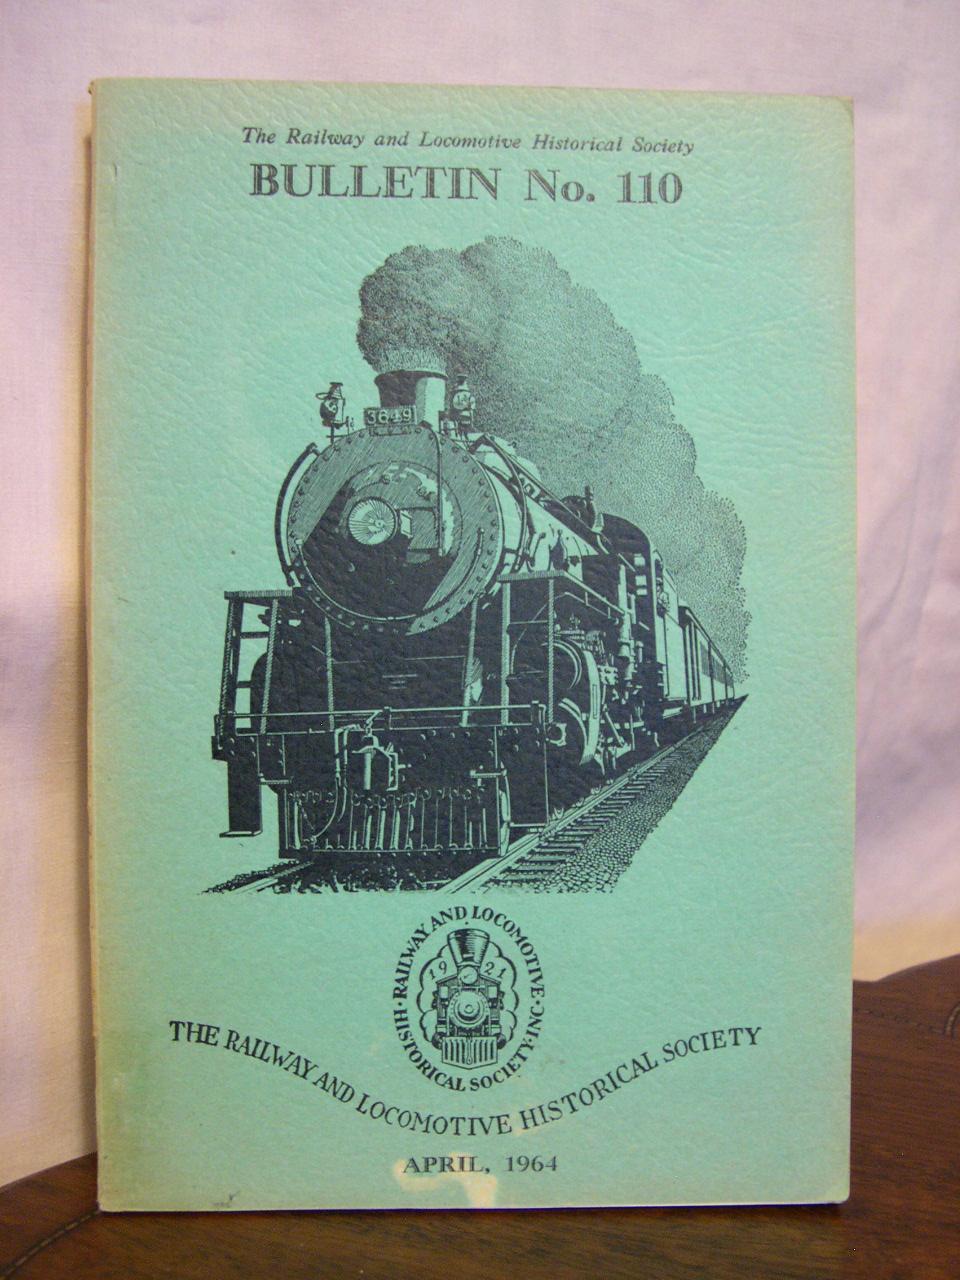 The Railway and Locomotive Historical Society
BULLETIN No. 110
3649
RAILWAY AND LOCOMOTIVE
HISTORICAL SOCIETY, INC.
1921
THE RAILWAY AND LOCOMOTIVE HISTORICAL SOCIETY
APRIL, 1964